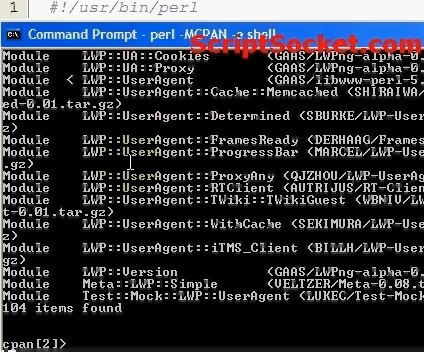 1 #!/usr/bin/perl
Command Prompt - perl -MCPAN -e shell
ScriptSocket.com
Module LWP::UA::Cookies (GAAS/LWPng-alpha-0.
Module LWP::UA::Proxy (GAAS/LWPng-alpha-0.
Module < LWP::UserAgent (GAAS/libwww-perl-5.
Module LWP::UserAgent::Cache::Memcached (SHIRAIWA/
ed-0.01.tar.gz)
Module LWP::UserAgent::Determined (SBURKE/LWP-User
z)
Module LWP::UserAgent::FramesReady (DERHAAG/Frames
Module LWP::UserAgent::ProgressBar (MARCEL/LWP-Use
.gz)
Module LWP::UserAgent::ProxyAny (QJZHOU/LWP-UserAg
Module LWP::UserAgent::RTClient (AUTRIJUS/RT-Clien
Module LWP::UserAgent::TWiki::TWikiGuest (WBNIV/LW
t-0.01.tar.gz)
Module LWP::UserAgent::WithCache (SEKIMURA/LWP-Use
z)
Module LWP::UserAgent::iTMS_Client (BILLH/LWP-User
gz)
Module LWP::Version (GAAS/LWPng-alpha-0.
Module Meta::LWP::Simple (VELTZER/Meta-0.08.t
Module Test::Mock::LWP::UserAgent (LUKEC/Test-Mock
104 items found
cpan[2]>